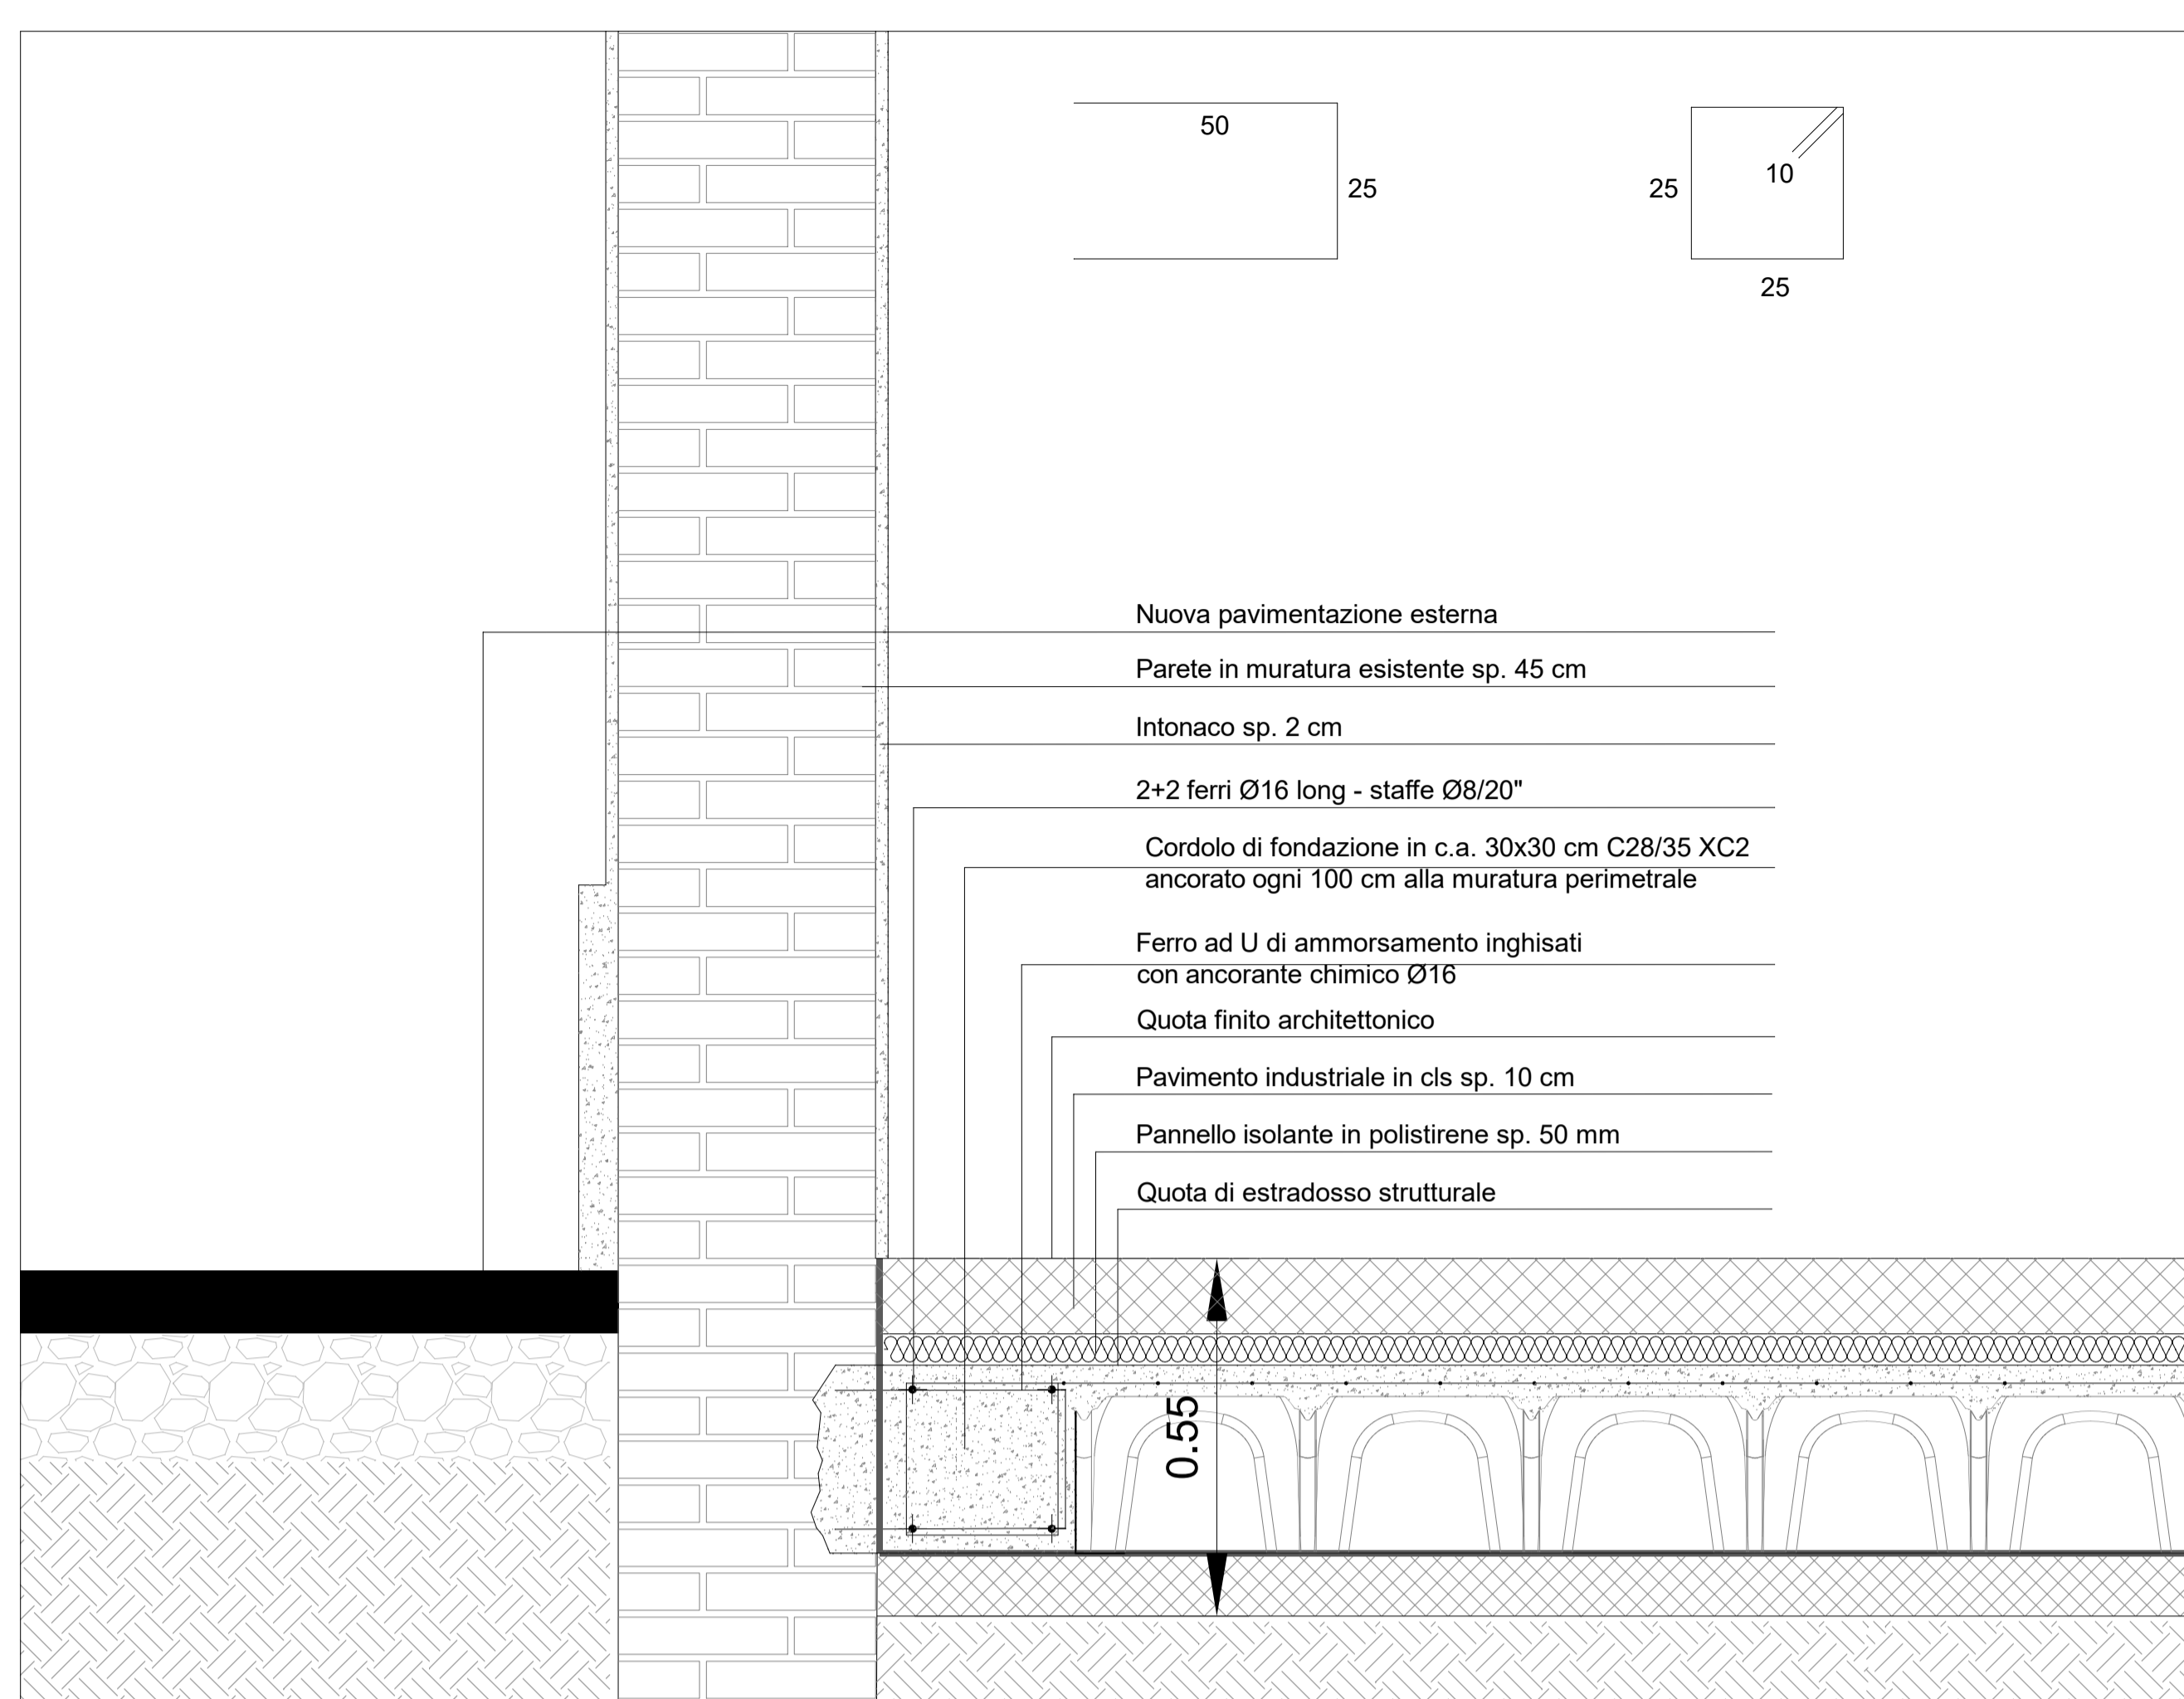 50
25
25
10
25
Nuova pavimentazione esterna
Parete in muratura esistente sp. 45 cm
Intonaco sp. 2 cm
2+2 ferri Ø16 long - staffe Ø8/20"
Cordolo di fondazione in c.a. 30x30 cm C28/35 XC2
ancorato ogni 100 cm alla muratura perimetrale
Ferro ad U di ammorsamento inghisati
con ancorante chimico Ø16
Quota finito architettonico
Pavimento industriale in cls sp. 10 cm
Pannello isolante in polistirene sp. 50 mm
Quota di estradosso strutturale
0.55